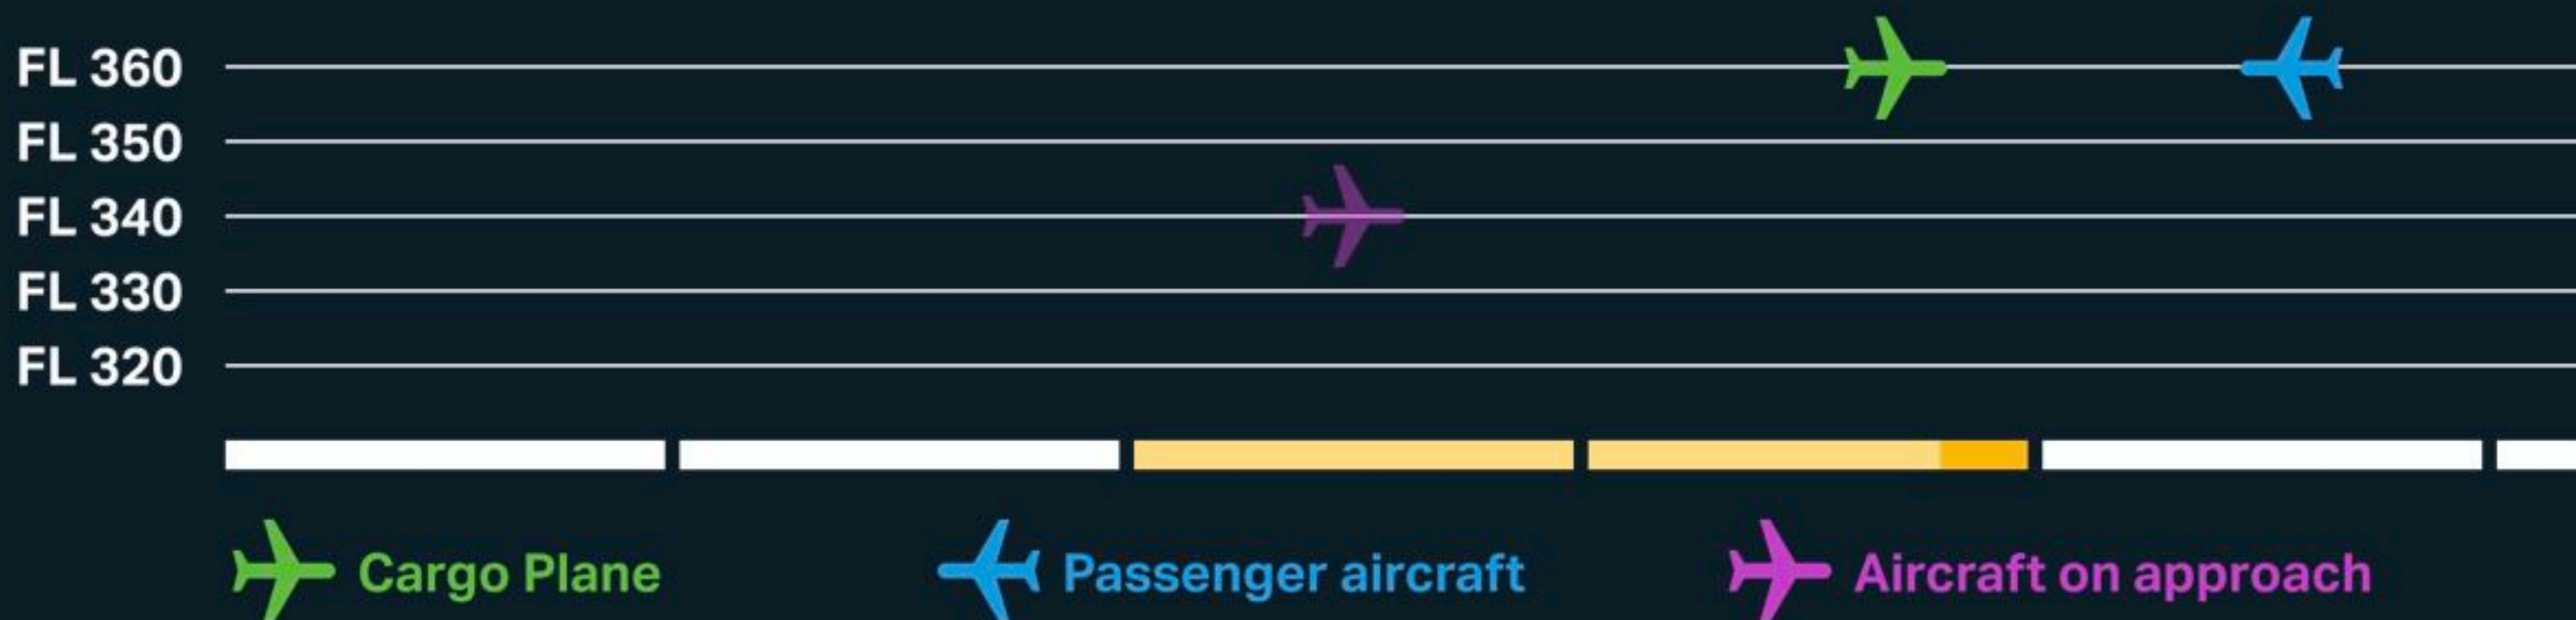 FL 360
FL 350
FL 340
FL 330
FL 320
Cargo Plane
Passenger aircraft
Aircraft on approach